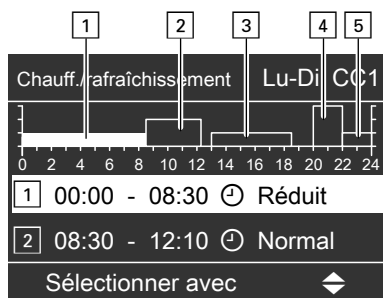 1 2 3 4 5
Chauff./rafraîchissement Lu-Di CC1
0 2 4 6 8 10 12 14 16 18 20 22 24
1 00:00 - 08:30 Réduit
2 08:30 - 12:10 Normal
Sélectionner avec